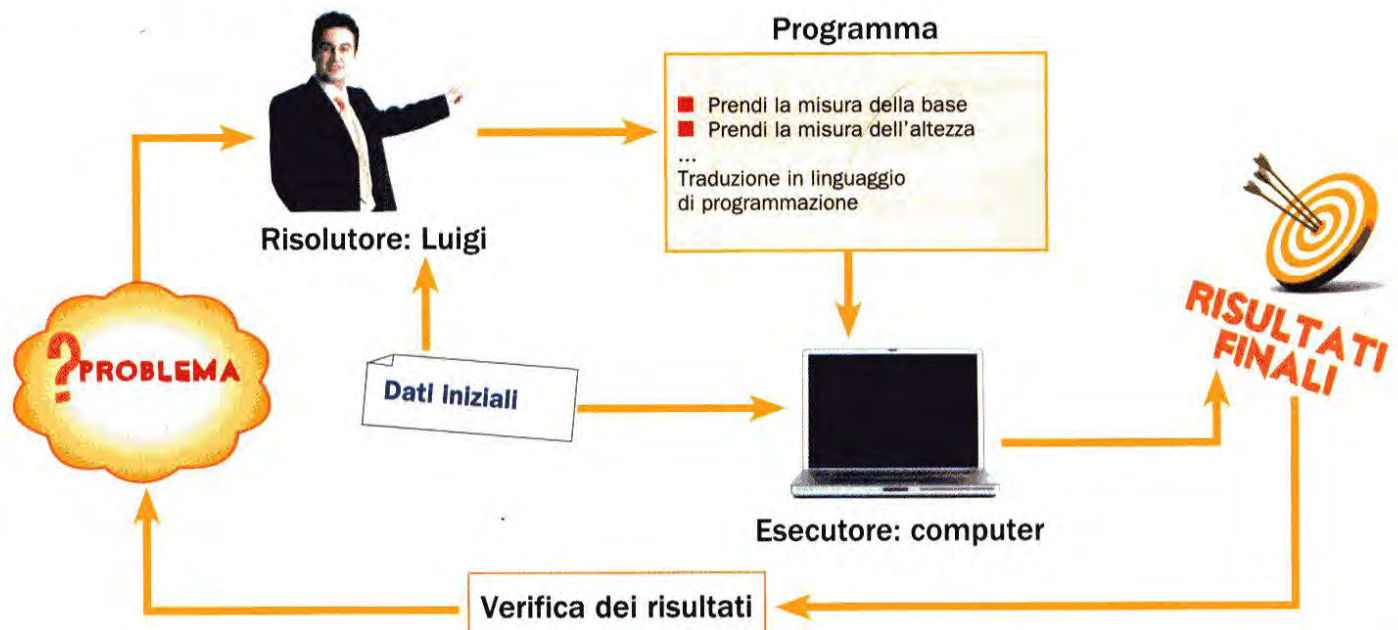 Programma
Prendi la misura della base
Prendi la misura dell'altezza
...
Traduzione in linguaggio
di programmazione
Risolutore: Luigi
?PROBLEMA
Dati iniziali
RISULTATI
FINALI
Esecutore: computer
Verifica dei risultati